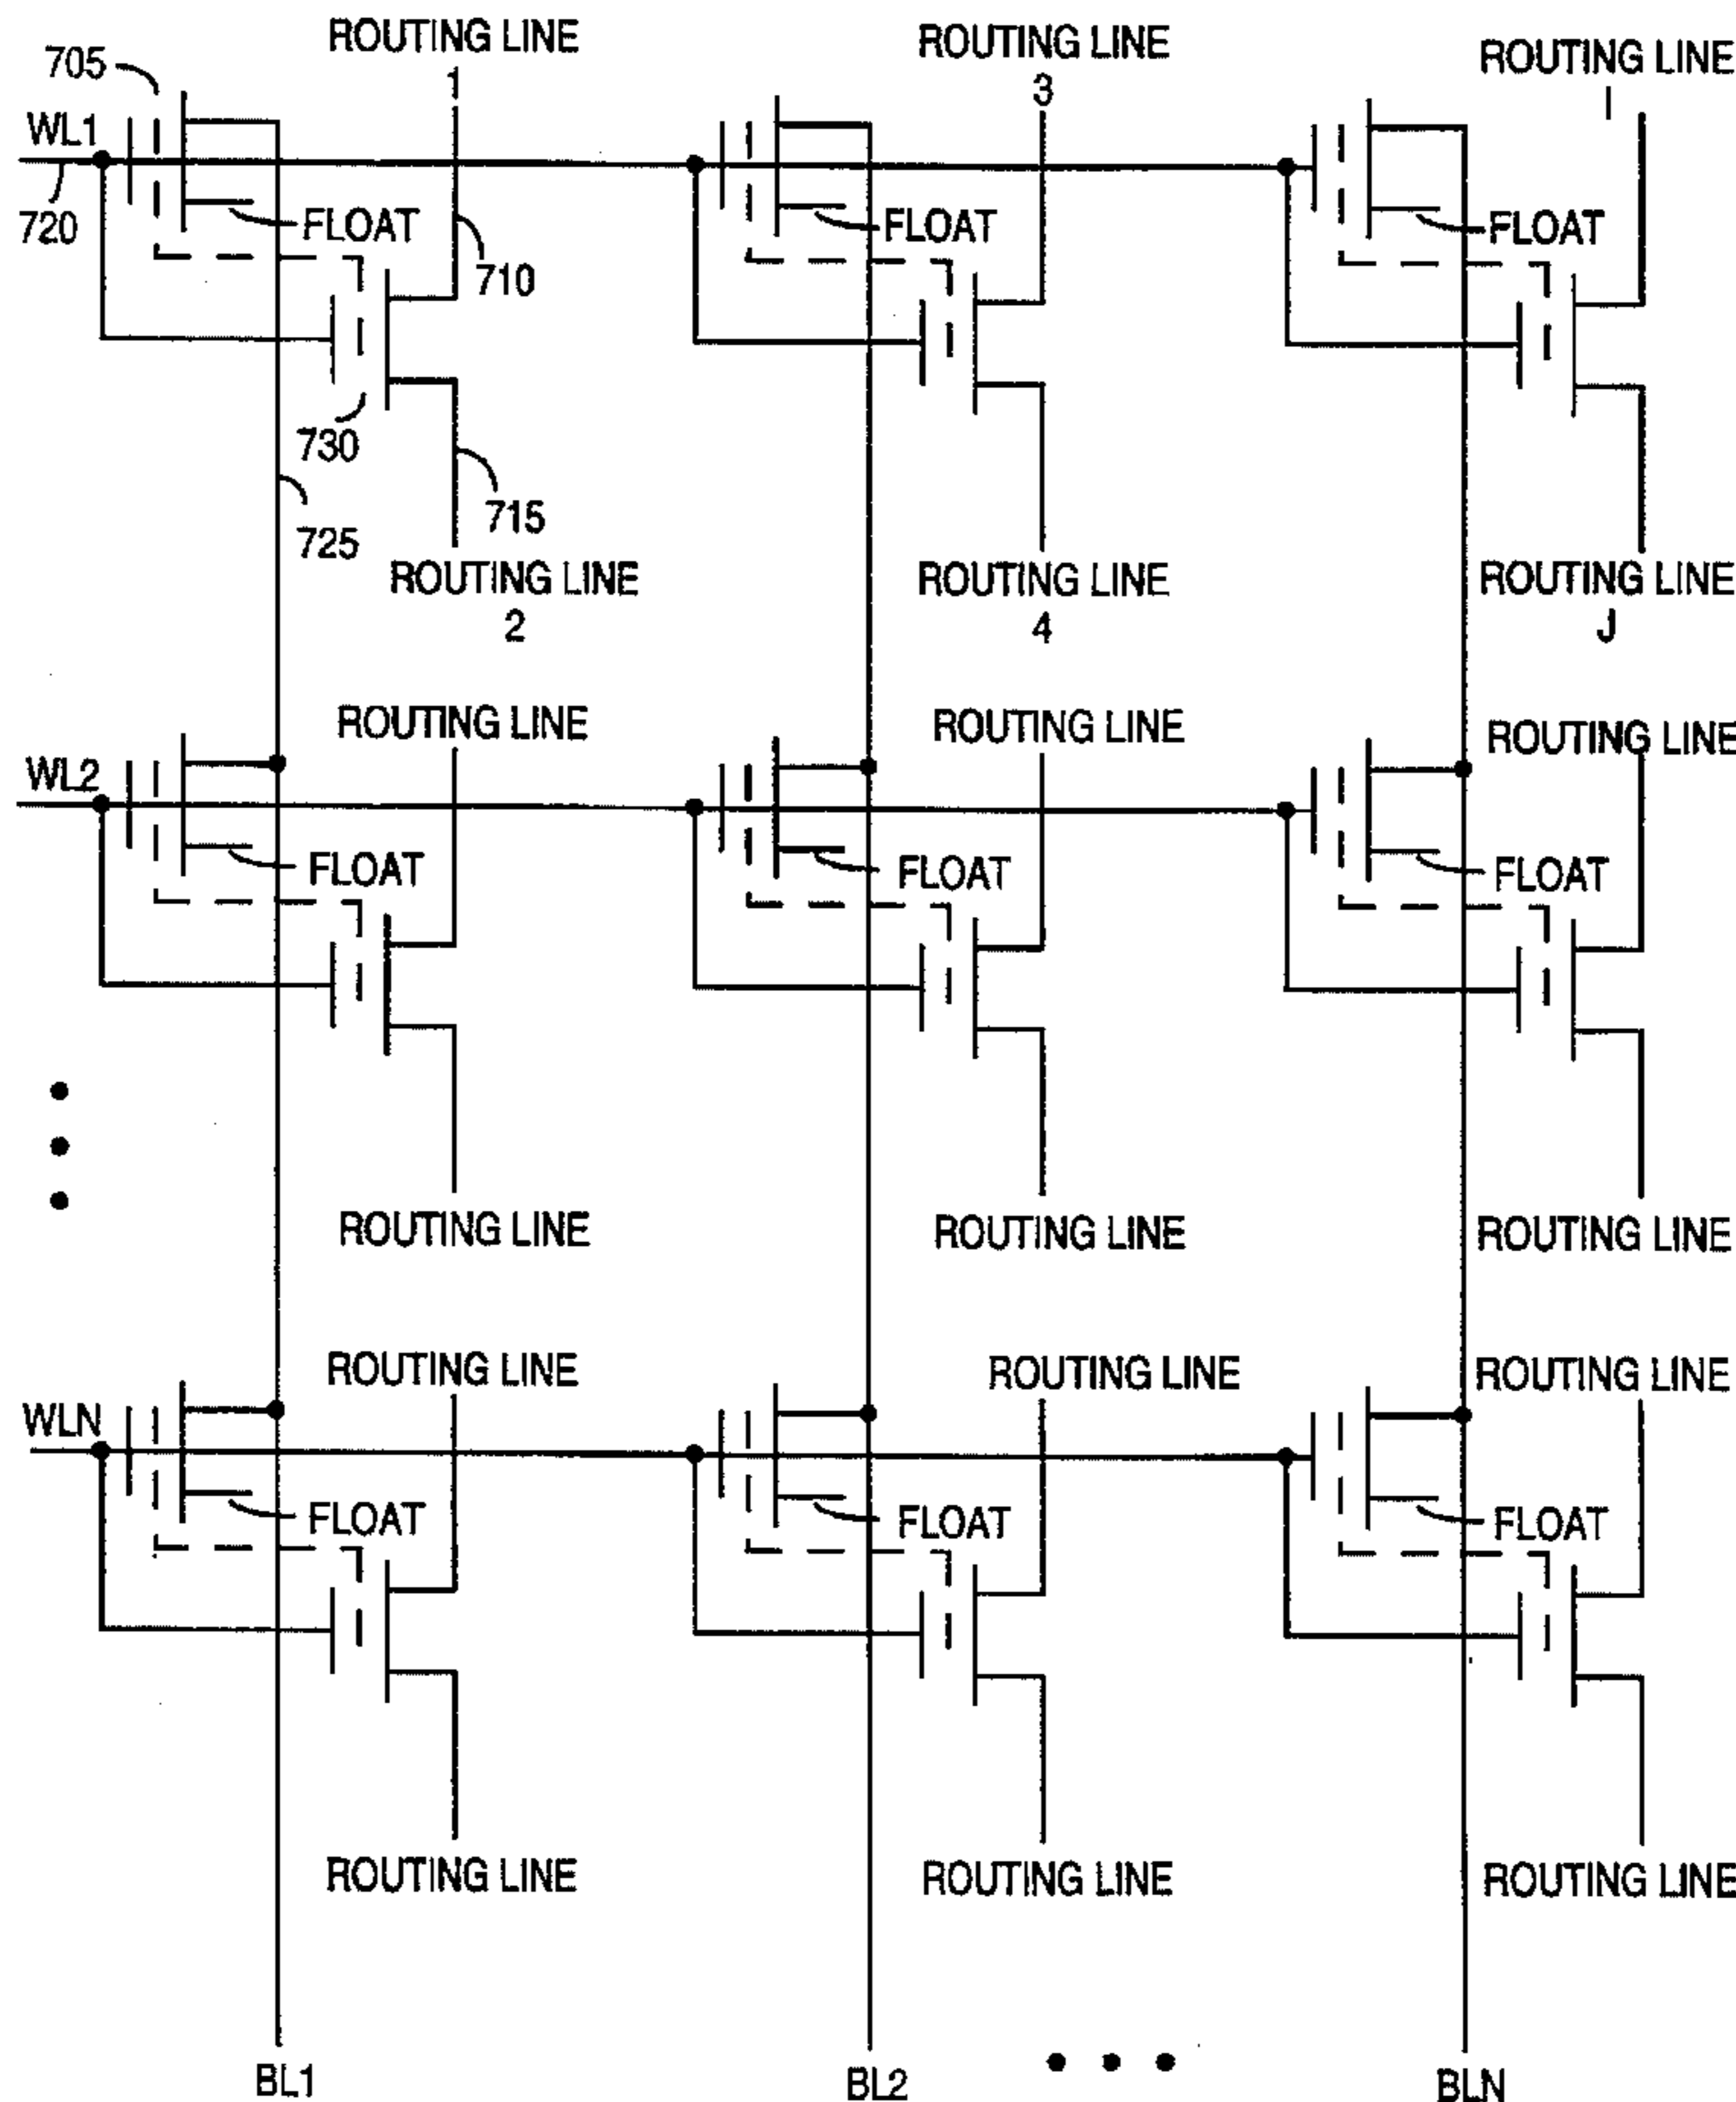 ROUTING LINE
1
ROUTING LINE
3
ROUTING LINE
I
705
WL1
720
FLOAT
FLOAT
FLOAT
710
730
715
725
ROUTING LINE
2
ROUTING LINE
4
ROUTING LINE
J
ROUTING LINE
ROUTING LINE
ROUTING LINE
WL2
FLOAT
FLOAT
FLOAT
ROUTING LINE
ROUTING LINE
ROUTING LINE
ROUTING LINE
ROUTING LINE
ROUTING LINE
WLN
FLOAT
FLOAT
FLOAT
ROUTING LINE
ROUTING LINE
ROUTING LINE
BL1
BL2
BLN